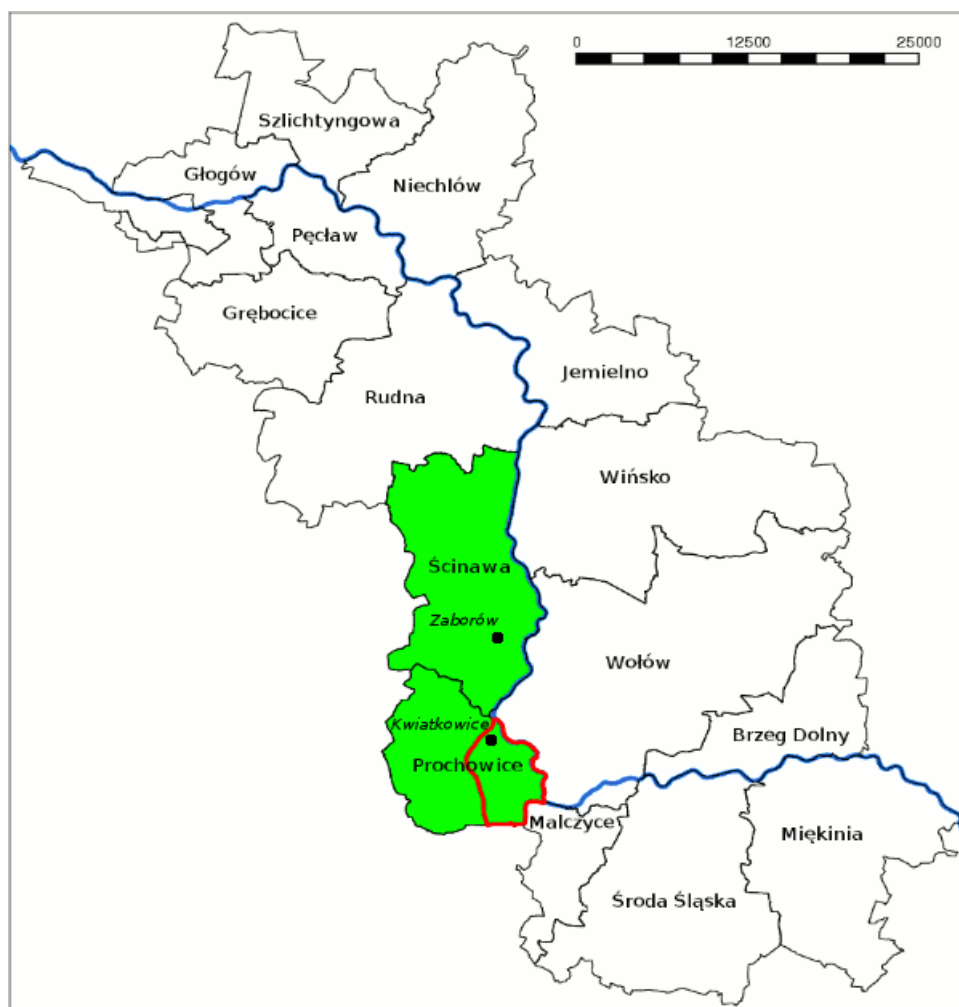 0 12500 25000
Szlichtyngowa
Głogów
Niechlów
Pęcław
Grębocice
Jemielno
Rudna
Wińsko
Ścinawa
Zaborów
Wołów
Kwiatkowice
Brzeg Dolny
Prochowice
Malczyce
Miękinia
Środa Śląska